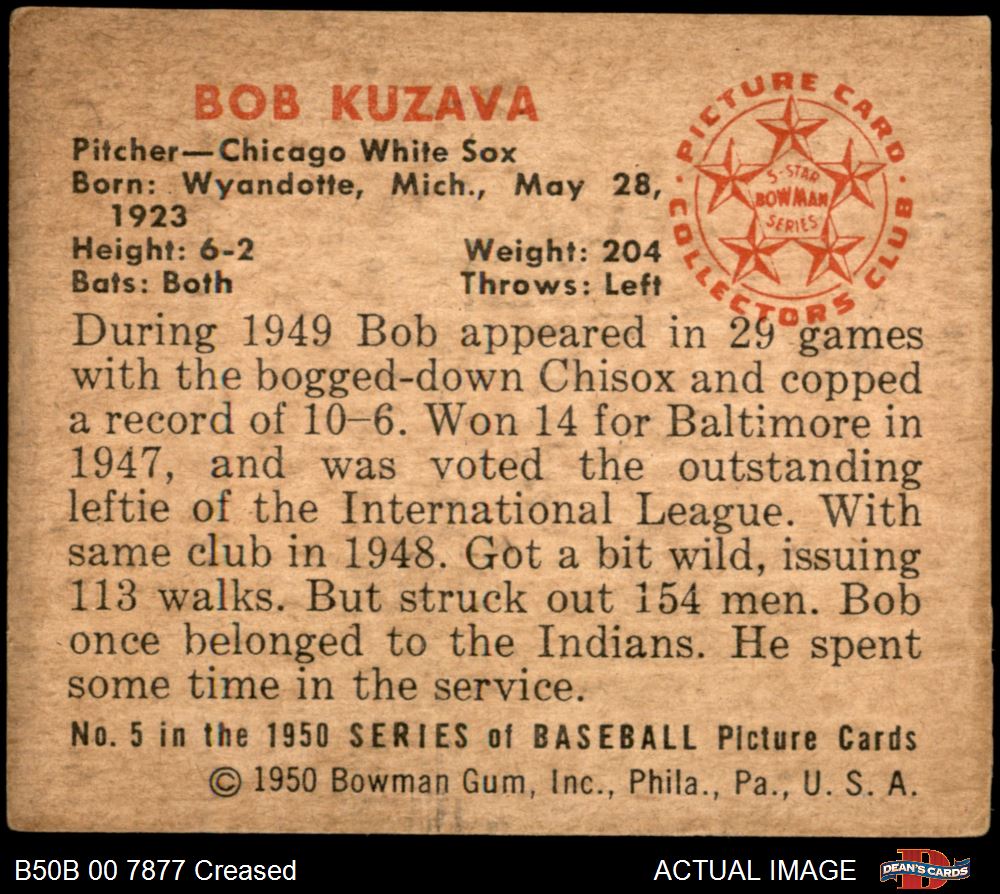 BOB KUZAVA
Pitcher—Chicago White Sox
Born: Wyandotte, Mich., May 28,
1923
Height: 6-2 Weight: 204
Bats: Both Throws: Left
PICTURE CARD
COLLECTORS CLUB
5-STAR
BOWMAN
SERIES
During 1949 Bob appeared in 29 games
with the bogged-down Chisox and copped
a record of 10–6. Won 14 for Baltimore in
1947, and was voted the outstanding
leftie of the International League. With
same club in 1948. Got a bit wild, issuing
113 walks. But struck out 154 men. Bob
once belonged to the Indians. He spent
some time in the service.
No. 5 in the 1950 SERIES of BASEBALL Picture Cards
© 1950 Bowman Gum, Inc., Phila., Pa., U. S. A.
B50B 00 7877 Creased ACTUAL IMAGE
DEAN'S CARDS